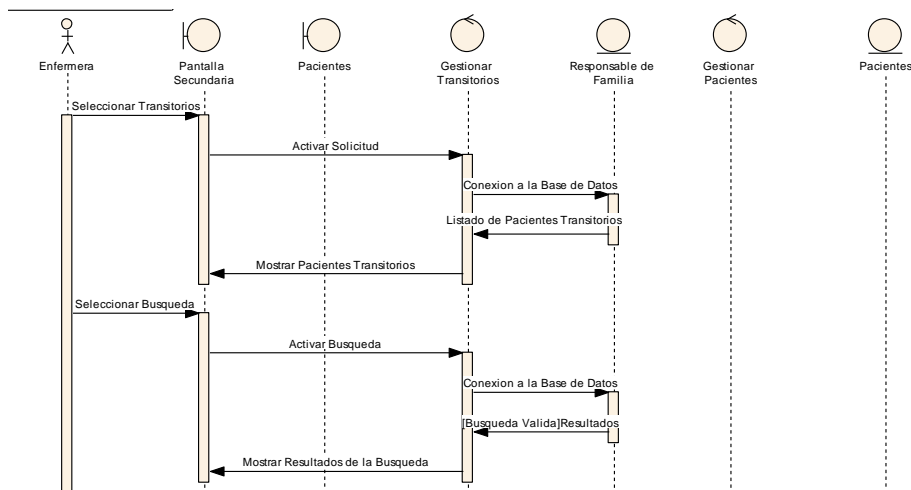 Enfermera
Pantalla
Secundaria
Pacientes
Gestionar
Transitorios
Responsable de
Familia
Gestionar
Pacientes
Pacientes
Seleccionar Transitorios
Activar Solicitud
Conexion a la Base de Datos
Listado de Pacientes Transitorios
Mostrar Pacientes Transitorios
Seleccionar Busqueda
Activar Busqueda
Conexion a la Base de Datos
[Busqueda Valida]Resultados
Mostrar Resultados de la Busqueda